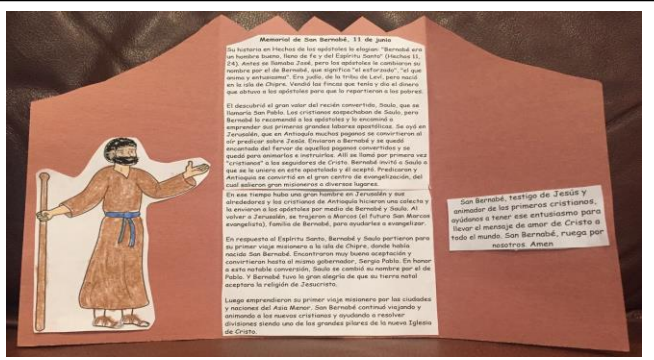 Memorial de San Bernabé, 11 de junio
Su historia en Hechos de los apóstoles lo elogian: "Bernabé era
un hombre bueno, lleno de fe y del Espíritu Santo" (Hechos 11,
24). Antes se llamaba José, pero los apóstoles le cambiaron su
nombre por el de Bernabé, que significa "el esforzado", "el que
anima y entusiasma". Era judío, de la tribu de Leví, pero nació
en la isla de Chipre. Vendió las fincas que tenía y dio el dinero
que obtuvo a los apóstoles para que lo repartieran a los pobres.
El descubrió el gran valor del recién convertido, Saulo, que se
llamaría San Pablo. Los cristianos sospechaban de Saulo, pero
Bernabé lo recomendó a los apóstoles y lo encaminó a
emprender sus primeras grandes labores apostólicas. Se oyó en
Jerusalén, que en Antioquía muchos paganos se convirtieron al
oír predicar sobre Jesús. Enviaron a Bernabé y se quedó
encantado del fervor de aquellos paganos convertidos y se
quedó para animarlos e instruirlos. Allí se llamó por primera vez
"cristianos" a los seguidores de Cristo. Bernabé invitó a Saulo a
que se le uniera en este apostolado y él aceptó. Predicaron y
Antioquía se convirtió en el gran centro de evangelización, del
cual salieron gran misioneros a diversos lugares.
En ese tiempo hubo una gran hambre en Jerusalén y sus
alrededores y los cristianos de Antioquía hicieron una colecta y
la enviaron a los apóstoles por medio de Bernabé y Saulo. Al
volver a Jerusalén, se trajeron a Marcos (el futuro San Marcos
evangelista), familia de Bernabé, para ayudarles a evangelizar.
En respuesta al Espíritu Santo, Bernabé y Saulo partieron para
su primer viaje misionero a la isla de Chipre, donde había
nacido San Bernabé. Encontraron muy buena aceptación y
convirtieron hasta al mismo gobernador, Sergio Pablo. En honor
a esta notable conversión, Saulo se cambió su nombre por el de
Pablo. Y Bernabé tuvo la gran alegría de que su tierra natal
aceptara la religión de Jesucristo.
Luego emprendieron su primer viaje misionero por las ciudades
y naciones del Asia Menor. San Bernabé continuó viajando y
animando a los nuevos cristianos y ayudando a resolver
divisiones siendo uno de los grandes pilares de la nueva Iglesia
de Cristo.
San Bernabé, testigo de Jesús y
animador de los primeros cristianos,
ayúdanos a tener ese entusiasmo para
llevar el mensaje de amor de Cristo a
todo el mundo. San Bernabé, ruega por
nosotros. Amen